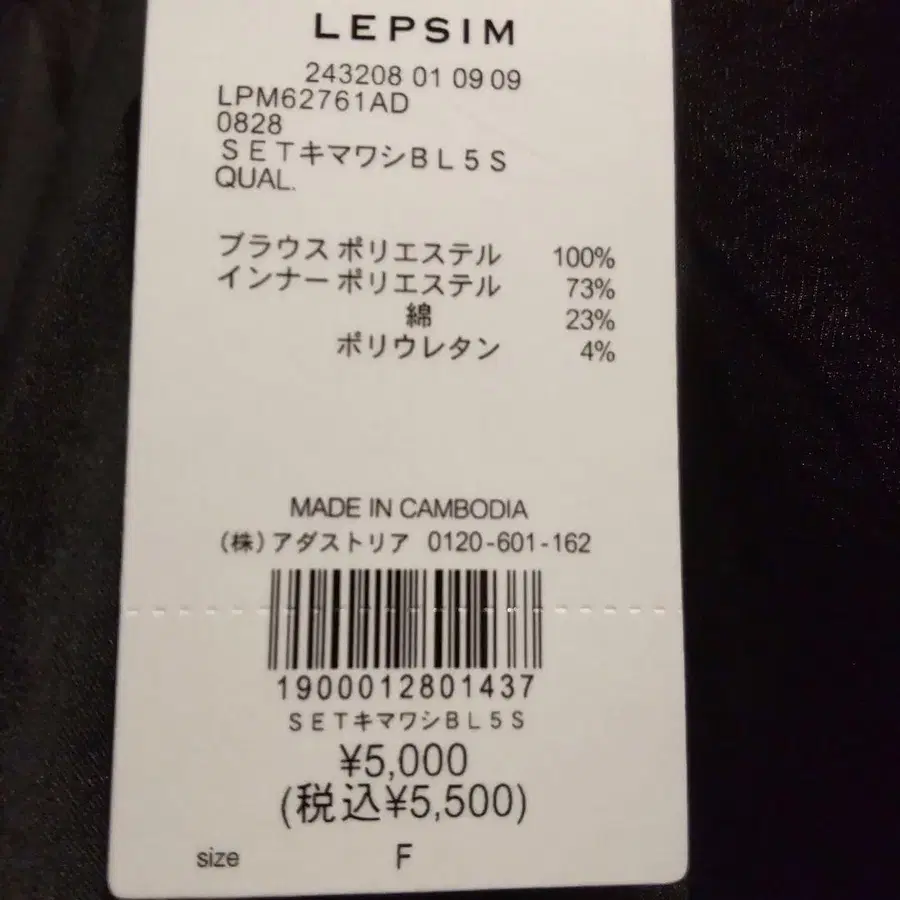 LEPSIM
243208 01 09 09
LPM62761AD
0828
SETキマワシBL5S
QUAL.
ブラウス ポリエステル 100%
インナー ポリエステル 73%
綿 23%
ポリウレタン 4%
MADE IN CAMBODIA
(株)アダストリア 0120-601-162
1900012801437
SETキマワシBL5S
¥5,000
(税込¥5,500)
size F